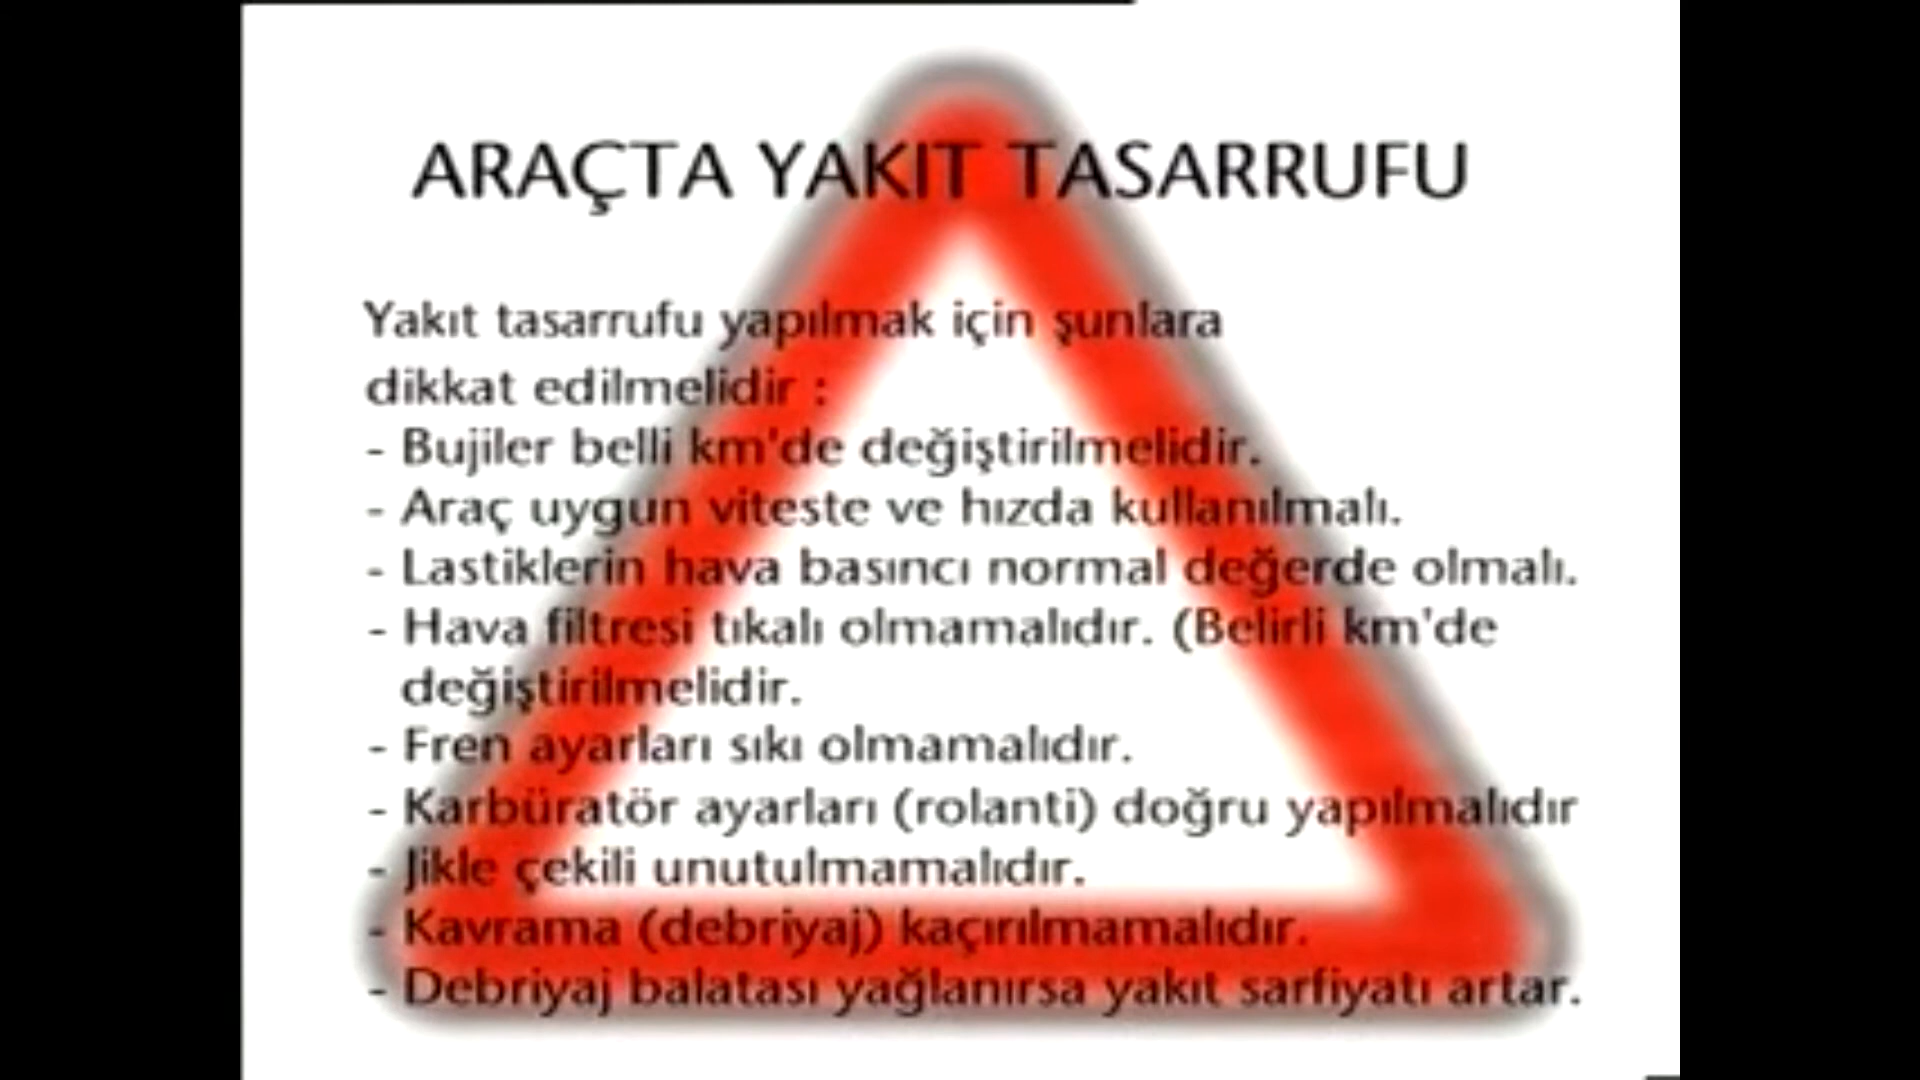 ARAÇTA YAKIT TASARRUFU
Yakıt tasarrufu yapılmak için şunlara
dikkat edilmelidir :
- Bujiler belli km'de değiştirilmelidir.
- Araç uygun viteste ve hızda kullanılmalı.
- Lastiklerin hava basıncı normal değerde olmalı.
- Hava filtresi tıkalı olmamalıdır. (Belirli km'de
değiştirilmelidir.
- Fren ayarları sıkı olmamalıdır.
- Karbüratör ayarları (rolanti) doğru yapılmalıdır
- Jikle çekili unutulmamalıdır.
- Kavrama (debriyaj) kaçırılmamalıdır.
- Debriyaj balatası yağlanırsa yakıt sarfiyatı artar.